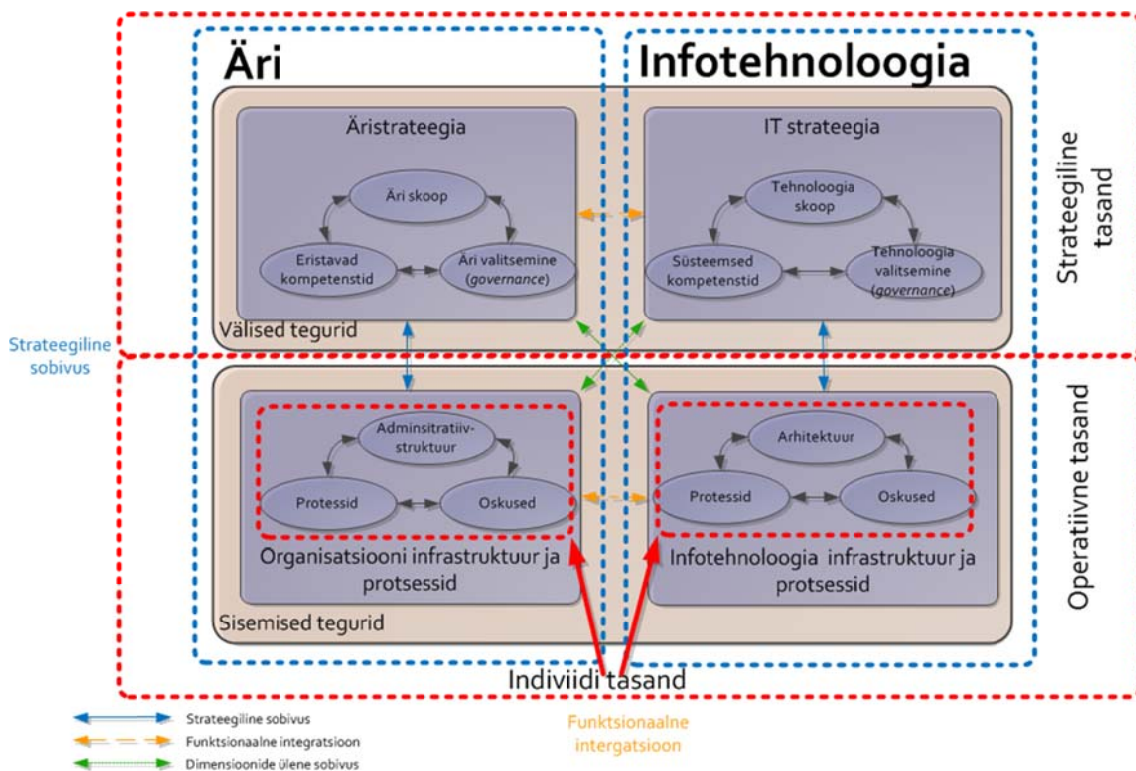 Äri
Infotehnoloogia
Äristrateegia
IT strateegia
Äri skoop
Tehnoloogia
skoop
Eristavad
kompetenstid
Äri valitsemine
(governance)
Süsteemsed
kompetenstid
Tehnoloogia
valitsemine
(governance)
Välised tegurid
Strateegiline
tasand
Strateegiline
sobivus
Adminsitratiiv-
struktuur
Arhitektuur
Protessid
Oskused
Protessid
Oskused
Organisatsiooni infrastruktuur ja
protsessid
Infotehnoloogia infrastruktuur ja
protsessid
Sisemised tegurid
Operatiivne tasand
Indiviidi tasand
Strateegiline sobivus
Funktsionaalne integratsioon
Dimensioonide ülene sobivus
Funktsionaalne
intergatsioon